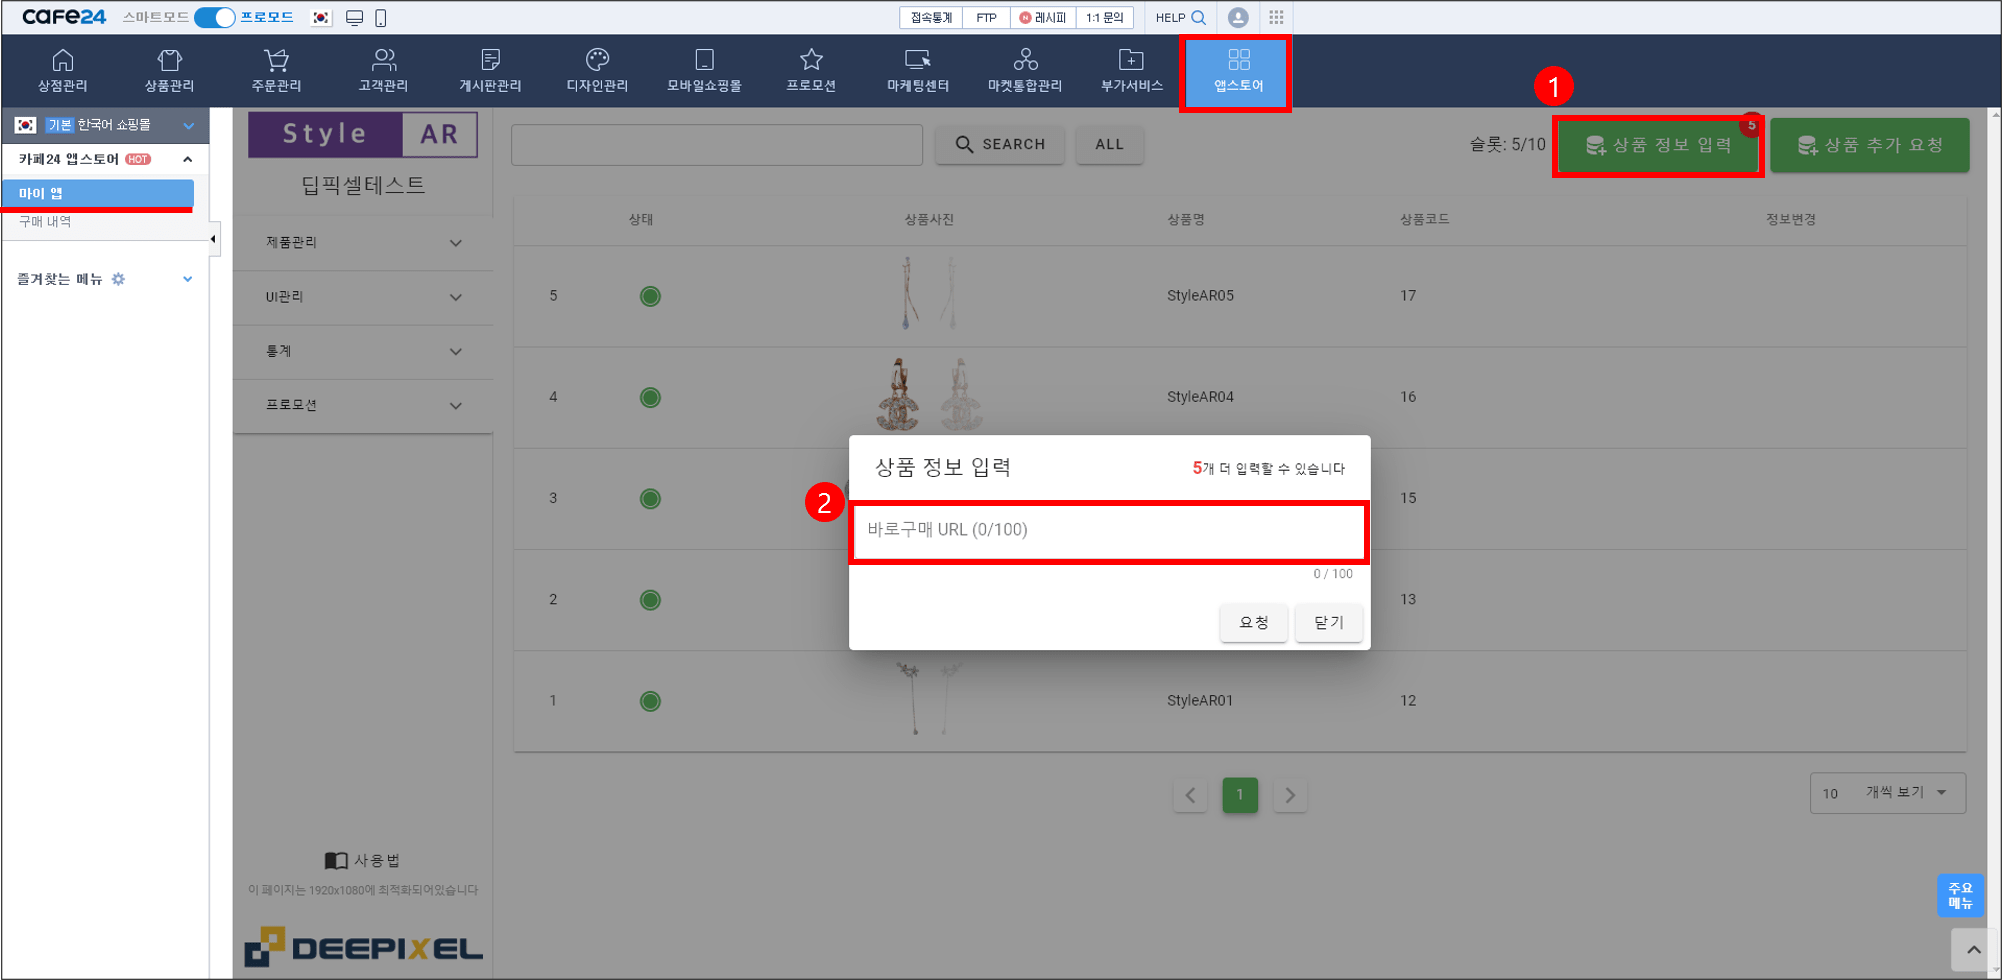 cafe24 스마트모드 프로모드 접속통계 FTP N 레시피 1:1 문의 HELP
상점관리 상품관리 주문관리 고객관리 게시판관리 디자인관리 모바일쇼핑몰 프로모션 마케팅센터 마켓통합관리 부가서비스 앱스토어
1
기본 한국어 쇼핑몰
카페24 앱스토어 HOT
마이 앱
구매 내역
즐겨찾는 메뉴
Style AR
딥픽셀테스트
제품관리
UI관리
통계
프로모션
사용법
이 페이지는 1920x1080에 최적화되어있습니다
DEEPIXEL
SEARCH ALL 슬롯: 5/10 상품 정보 입력 5 상품 추가 요청
상태 상품사진 상품명 상품코드 정보변경
5 StyleAR05 17
4 StyleAR04 16
3 15
2 13
1 StyleAR01 12
상품 정보 입력 5개 더 입력할 수 있습니다
2
바로구매 URL (0/100)
0 / 100
요청 닫기
1
10 개씩 보기
주요
메뉴